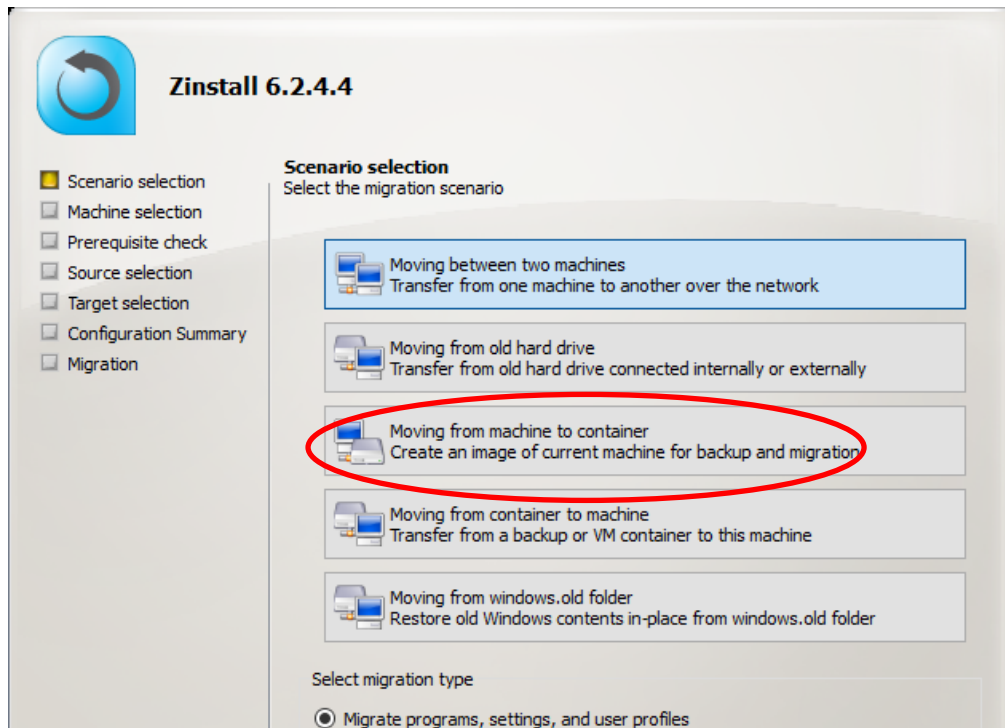 Zinstall 6.2.4.4
Scenario selection
Machine selection
Prerequisite check
Source selection
Target selection
Configuration Summary
Migration
Scenario selection
Select the migration scenario
Moving between two machines
Transfer from one machine to another over the network
Moving from old hard drive
Transfer from old hard drive connected internally or externally
Moving from machine to container
Create an image of current machine for backup and migration
Moving from container to machine
Transfer from a backup or VM container to this machine
Moving from windows.old folder
Restore old Windows contents in-place from windows.old folder
Select migration type
Migrate programs, settings, and user profiles